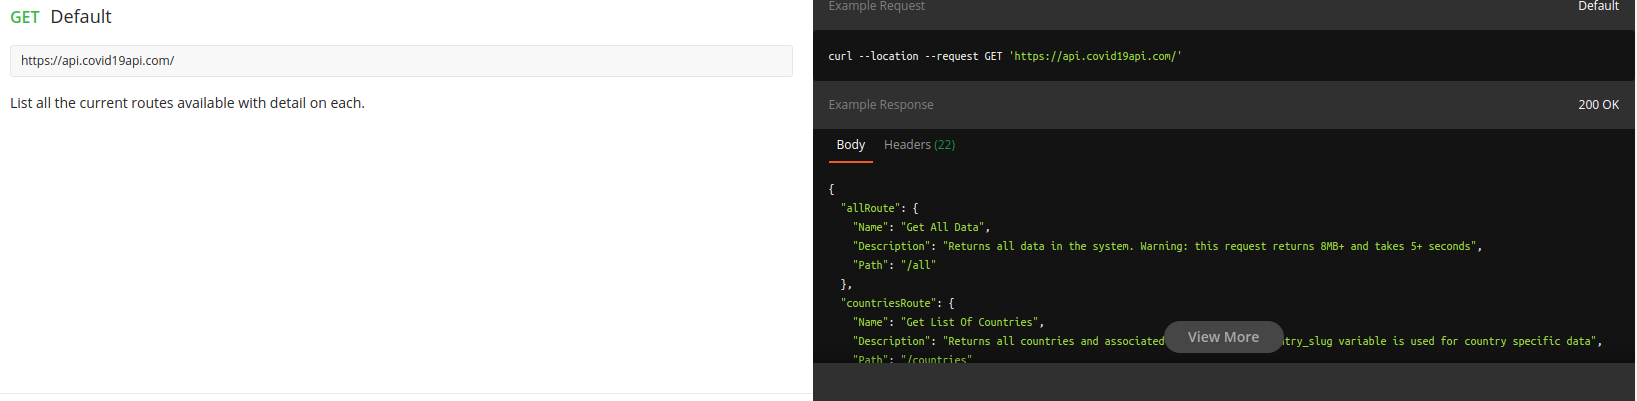 GET Default
https://api.covid19api.com/
List all the current routes available with detail on each.
Example Request Default
curl --location --request GET 'https://api.covid19api.com/'
Example Response 200 OK
Body Headers (22)
{
"allRoute": {
"Name": "Get All Data",
"Description": "Returns all data in the system. Warning: this request returns 8MB+ and takes 5+ seconds",
"Path": "/all"
},
"countriesRoute": {
"Name": "Get List Of Countries",
"Description": "Returns all countries and associated ntry_slug variable is used for country specific data",
View More
"Path": "/countries"